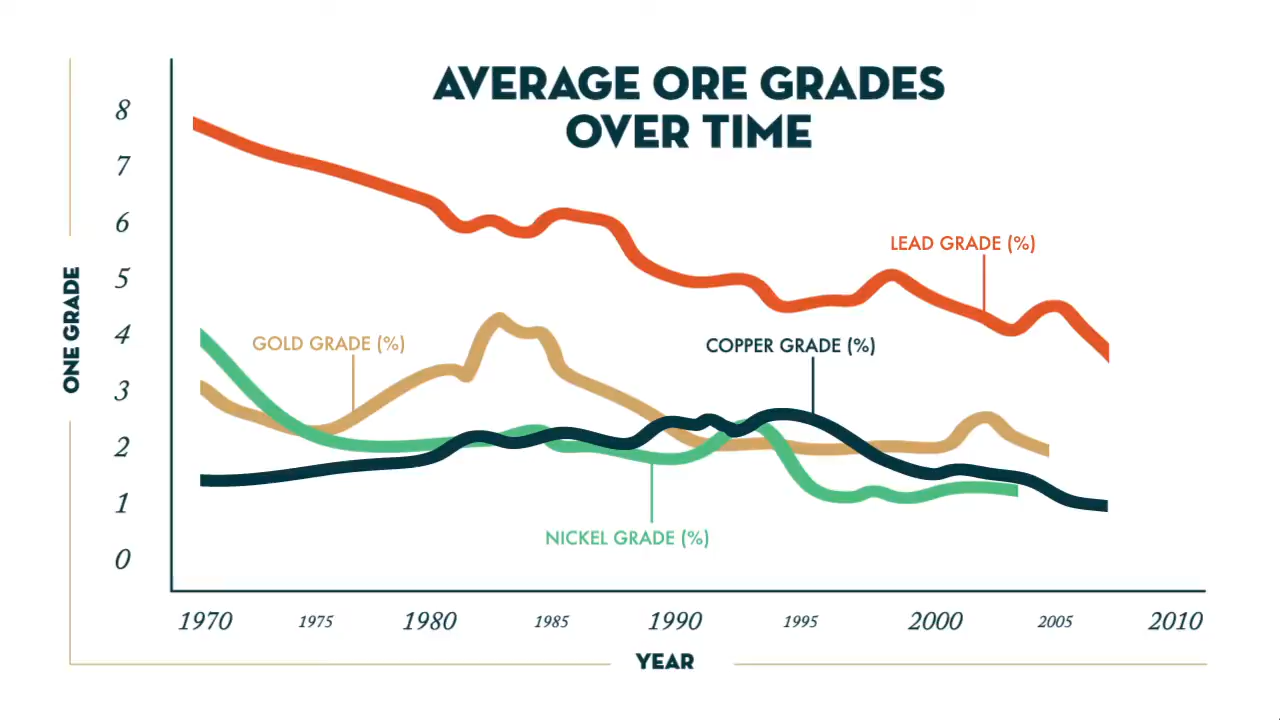 AVERAGE ORE GRADES
OVER TIME
8
7
6
5
4
3
2
1
0
ONE GRADE
LEAD GRADE (%)
GOLD GRADE (%)
COPPER GRADE (%)
NICKEL GRADE (%)
1970 1975 1980 1985 1990 1995 2000 2005 2010
YEAR